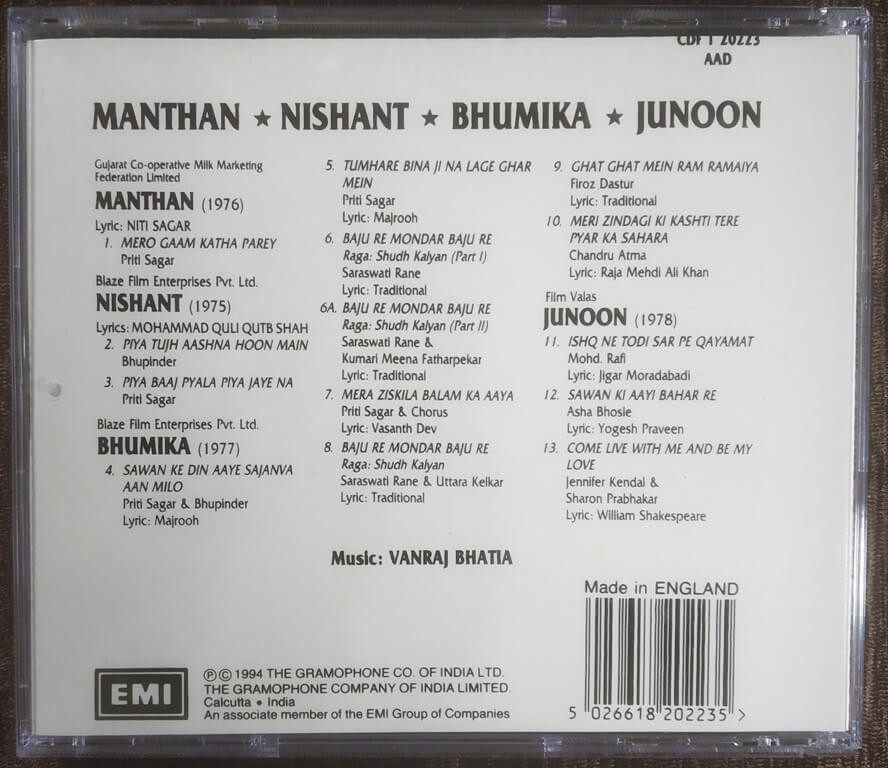 CDF 1 20223
AAD
MANTHAN ★ NISHANT ★ BHUMIKA ★ JUNOON
Gujarat Co-operative Milk Marketing
Federation Limited
MANTHAN (1976)
Lyric: NITI SAGAR
1. MERO GAAM KATHA PAREY
Priti Sagar
Blaze Film Enterprises Pvt. Ltd.
NISHANT (1975)
Lyrics: MOHAMMAD QULI QUTB SHAH
2. PIYA TUJH AASHNA HOON MAIN
Bhupinder
3. PIYA BAAJ PYALA PIYA JAYE NA
Priti Sagar
Blaze Film Enterprises Pvt. Ltd.
BHUMIKA (1977)
4. SAWAN KE DIN AAYE SAJANVA
AAN MILO
Priti Sagar & Bhupinder
Lyric: Majrooh
5. TUMHARE BINA JI NA LAGE GHAR
MEIN
Priti Sagar
Lyric: Majrooh
6. BAJU RE MONDAR BAJU RE
Raga: Shudh Kalyan (Part I)
Saraswati Rane
Lyric: Traditional
6A. BAJU RE MONDAR BAJU RE
Raga: Shudh Kalyan (Part II)
Saraswati Rane &
Kumari Meena Fatharpekar
Lyric: Traditional
7. MERA ZISKILA BALAM KA AAYA
Priti Sagar & Chorus
Lyric: Vasanth Dev
8. BAJU RE MONDAR BAJU RE
Raga: Shudh Kalyan
Saraswati Rane & Uttara Kelkar
Lyric: Traditional
9. GHAT GHAT MEIN RAM RAMAIYA
Firoz Dastur
Lyric: Traditional
10. MERI ZINDAGI KI KASHTI TERE
PYAR KA SAHARA
Chandru Atma
Lyric: Raja Mehdi Ali Khan
Film Valas
JUNOON (1978)
11. ISHQ NE TODI SAR PE QAYAMAT
Mohd. Rafi
Lyric: Jigar Moradabadi
12. SAWAN KI AAYI BAHAR RE
Asha Bhosie
Lyric: Yogesh Praveen
13. COME LIVE WITH ME AND BE MY
LOVE
Jennifer Kendal &
Sharon Prabhakar
Lyric: William Shakespeare
Music: VANRAJ BHATIA
Made in ENGLAND
5 026618 202235 >
EMI
℗ © 1994 THE GRAMOPHONE CO. OF INDIA LTD.
THE GRAMOPHONE COMPANY OF INDIA LIMITED.
Calcutta • India
An associate member of the EMI Group of Companies